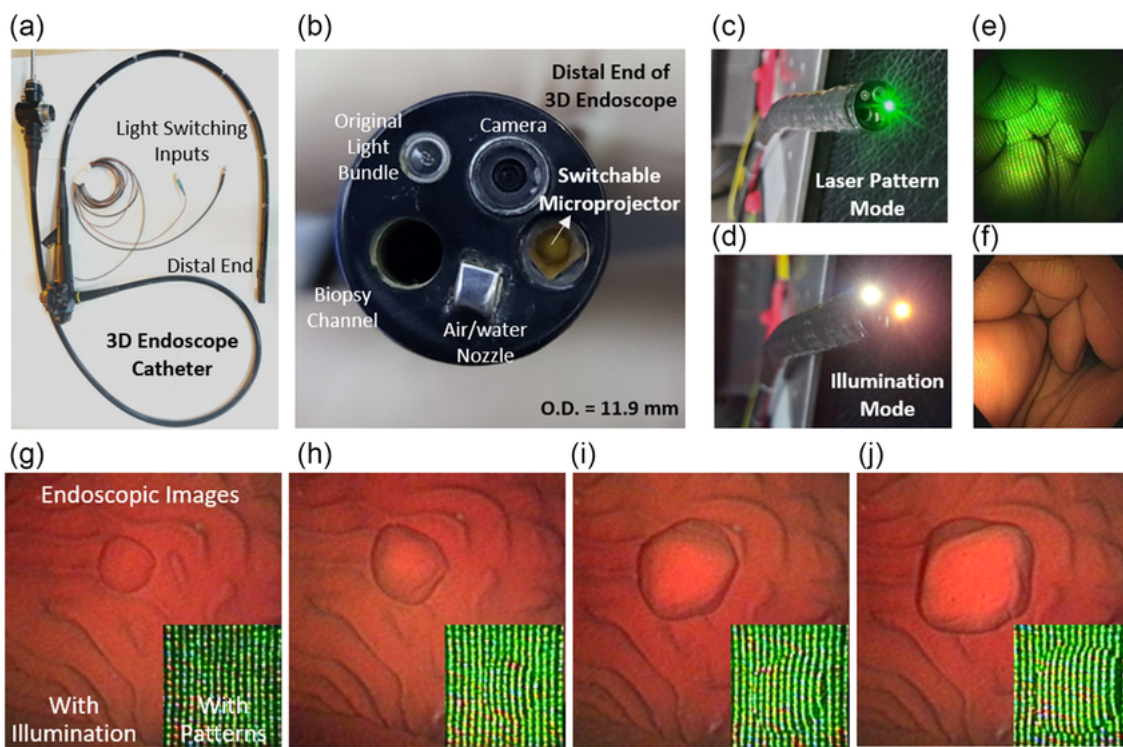 (a)
Light Switching
Inputs
Distal End
3D Endoscope
Catheter
(b)
Distal End of
3D Endoscope
Original
Light
Bundle
Camera
Switchable
Microprojector
Biopsy
Channel
Air/water
Nozzle
O.D. = 11.9 mm
(c)
Laser Pattern
Mode
(d)
Illumination
Mode
(e)
(f)
(g)
Endoscopic Images
With
Illumination
With
Patterns
(h)
(i)
(j)